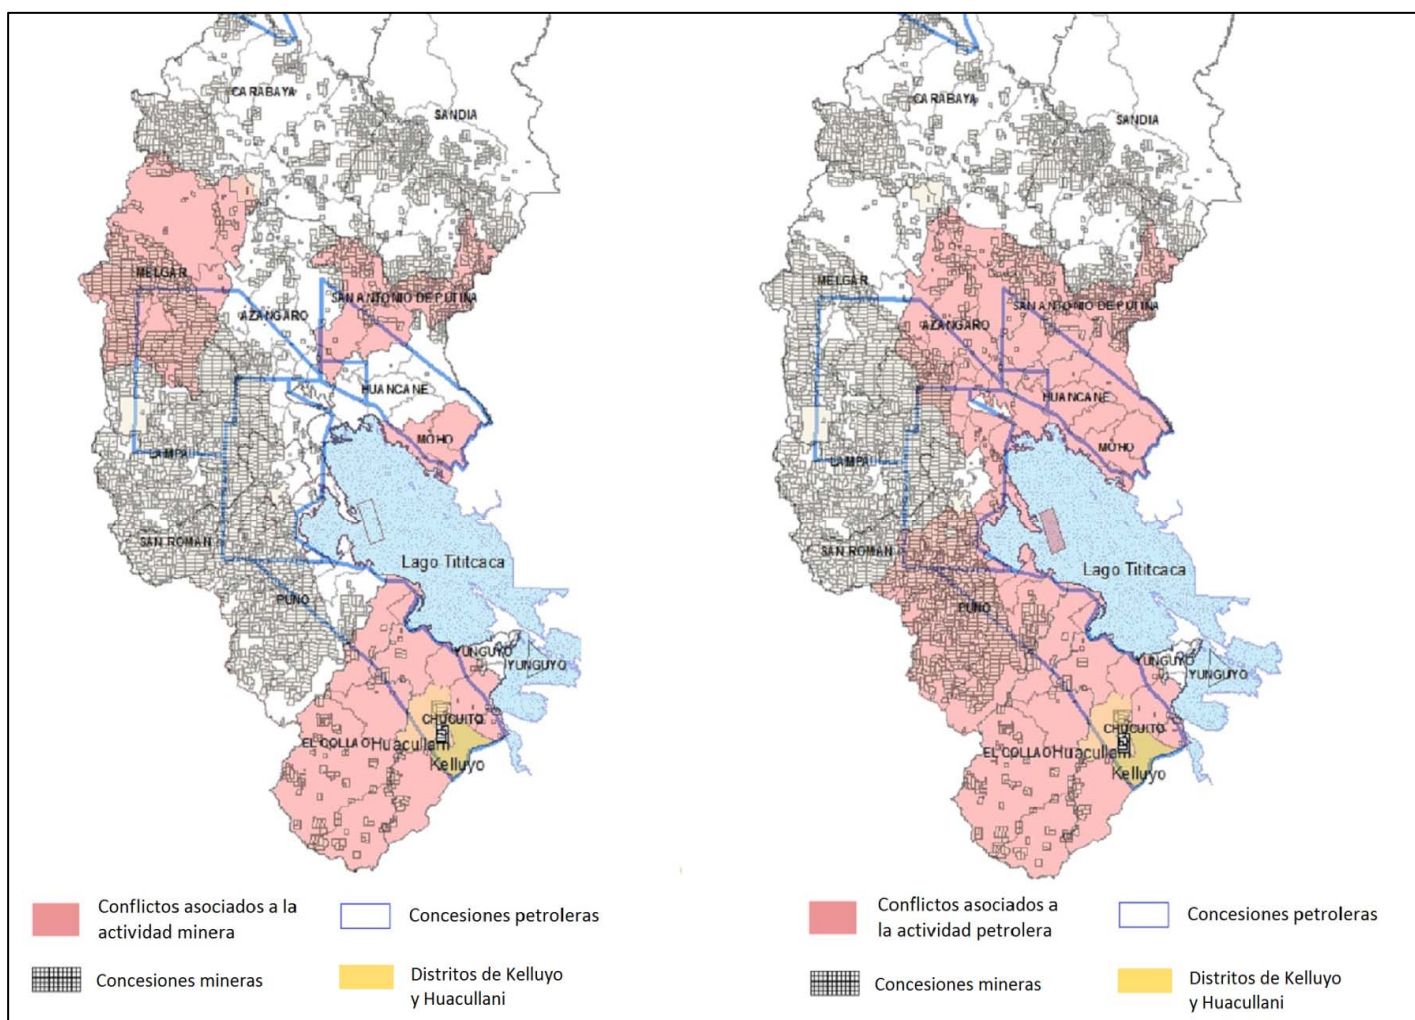 CARABAYA
SANDIA
MELGAR
SAN ANTONIO DE PUTINA
AZANGARO
HUANCANE
MOHO
LAMPA
SAN ROMAN
Lago Tititcaca
PUNO
YUNGUYO
YUNGUYO
CHUCUITO
EL COLLAO
Huacullani
Kelluyo
Conflictos asociados a la
actividad minera
Concesiones petroleras
Concesiones mineras
Distritos de Kelluyo
y Huacullani
CARABAYA
SANDIA
MELGAR
SAN ANTONIO DE PUTINA
AZANGARO
HUANCANE
MOHO
LAMPA
SAN ROMAN
Lago Tititcaca
PUNO
YUNGUYO
YUNGUYO
CHUCUITO
EL COLLAO
Huacullani
Kelluyo
Conflictos asociados a
la actividad petrolera
Concesiones petroleras
Concesiones mineras
Distritos de Kelluyo
y Huacullani